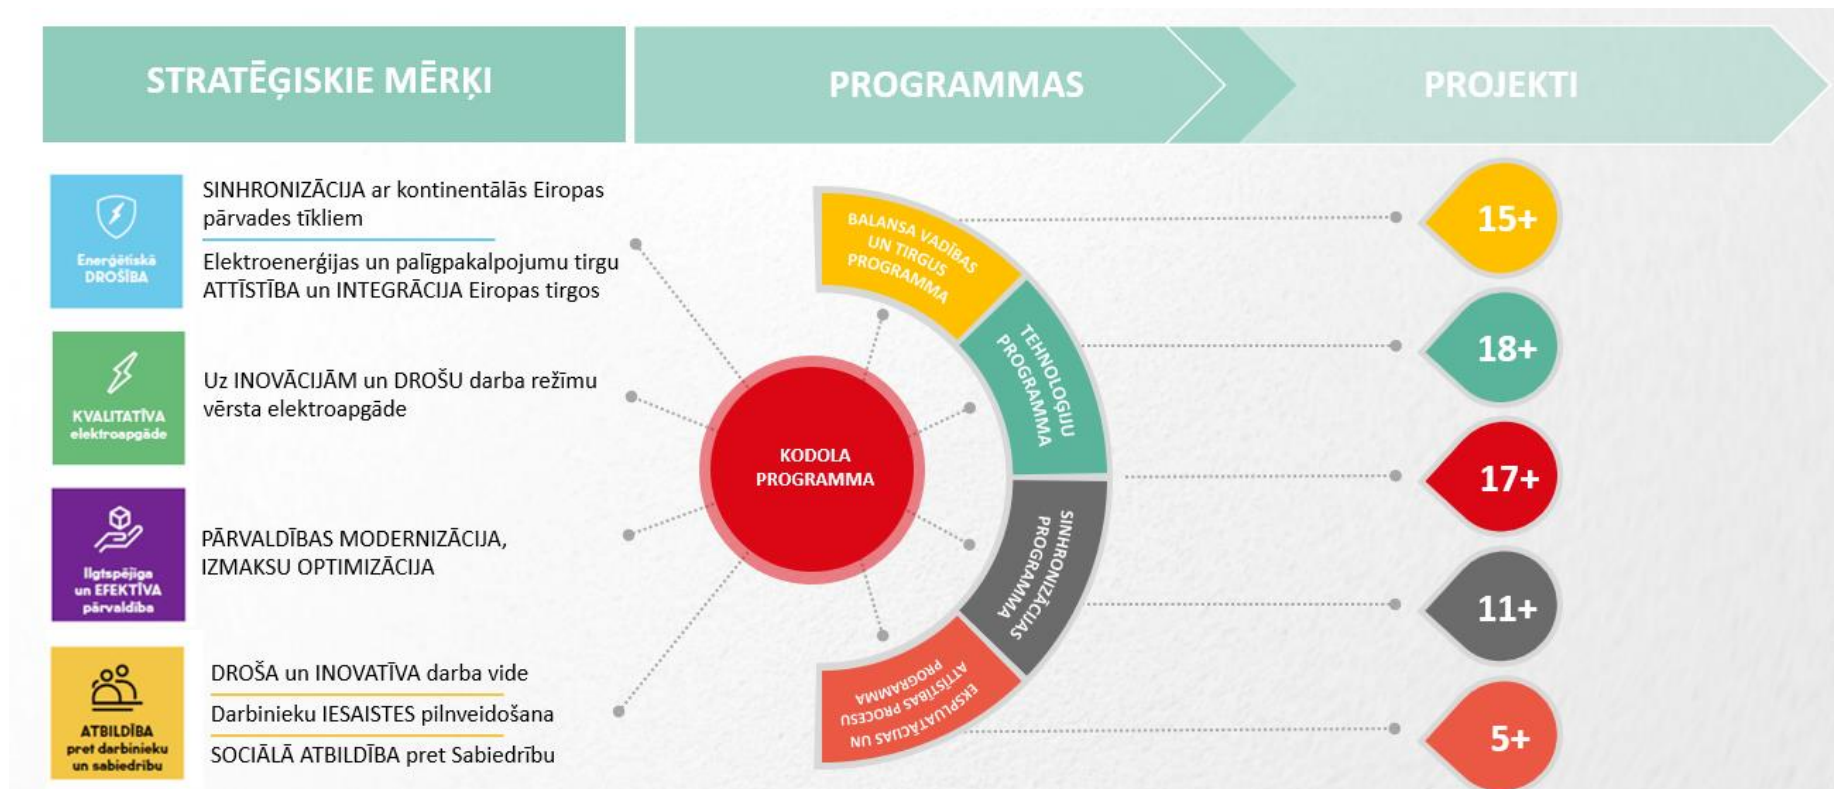 STRATĒĢISKIE MĒRĶI
PROGRAMMAS
PROJEKTI
Enerģētiskā
DROŠĪBA
SINHRONIZĀCIJA ar kontinentālās Eiropas
pārvades tīkliem
Elektroenerģijas un palīgpakalpojumu tirgu
ATTĪSTĪBA un INTEGRĀCIJA Eiropas tirgos
KVALITATĪVA
elektroapgāde
Uz INOVĀCIJĀM un DROŠU darba režīmu
vērsta elektroapgāde
Ilgtspējīga
un EFEKTĪVA
pārvaldība
PĀRVALDĪBAS MODERNIZĀCIJA,
IZMAKSU OPTIMIZĀCIJA
ATBILDĪBA
pret darbinieku
un sabiedrību
DROŠA un INOVATĪVA darba vide
Darbinieku IESAISTES pilnveidošana
SOCIĀLĀ ATBILDĪBA pret Sabiedrību
KODOLA
PROGRAMMA
BALANSA VADĪBAS
UN TIRGUS
PROGRAMMA
TEHNOLOĢIJU
PROGRAMMA
SINHRONIZĀCIJAS
PROGRAMMA
EKSPLUATĀCIJAS UN
ATTĪSTĪBAS PROCESU
PROGRAMMA
15+
18+
17+
11+
5+